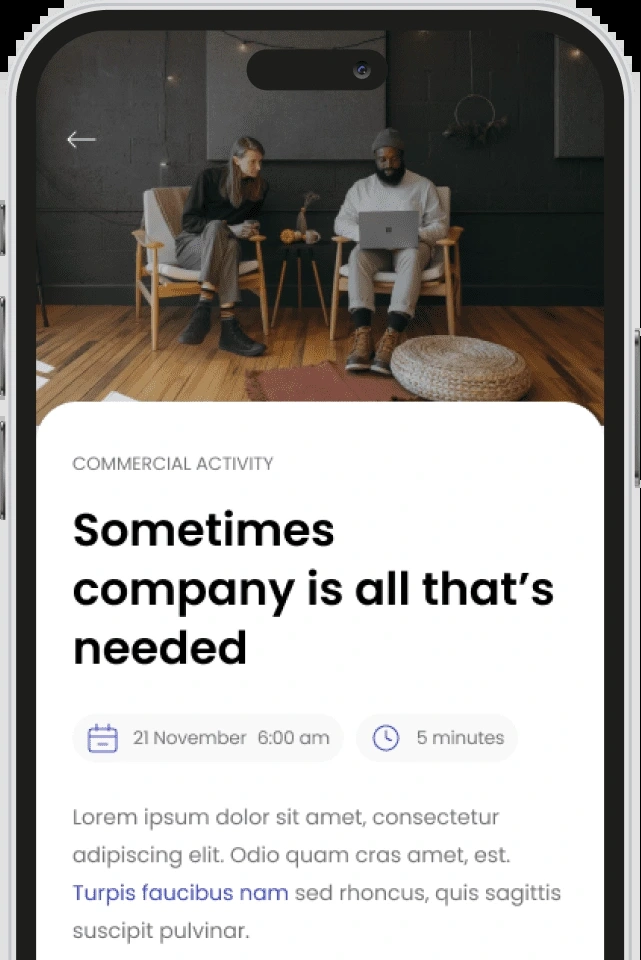 COMMERCIAL ACTIVITY
Sometimes
company is all that’s
needed
21 November 6:00 am
5 minutes
Lorem ipsum dolor sit amet, consectetur
adipiscing elit. Odio quam cras amet, est.
Turpis faucibus nam sed rhoncus, quis sagittis
suscipit pulvinar.